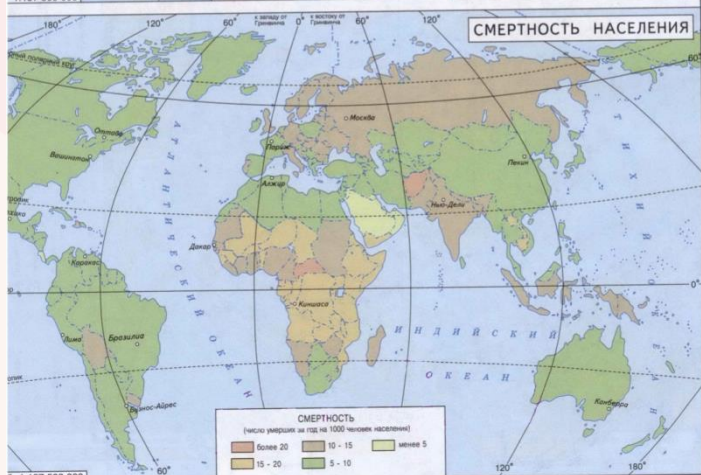 180°
120°
60°
к западу от
Гринвича
0°
к востоку от
Гринвича
60°
120°
180°
СМЕРТНОСТЬ НАСЕЛЕНИЯ
60°
Москва
Оттава
Вашингтон
Париж
Пекин
Алжир
Нью-Дели
АТЛАНТИЧЕСКИЙ ОКЕАН
ТИХИЙ
Дакар
Каракас
Киншаса
0°
Лима
Бразилиа
ИНДИЙСКИЙ
ОКЕАН
Буэнос-Айрес
Канберра
60°
120°
180°
СМЕРТНОСТЬ
(число умерших за год на 1000 человек населения)
более 20
10 - 15
менее 5
15 - 20
5 - 10